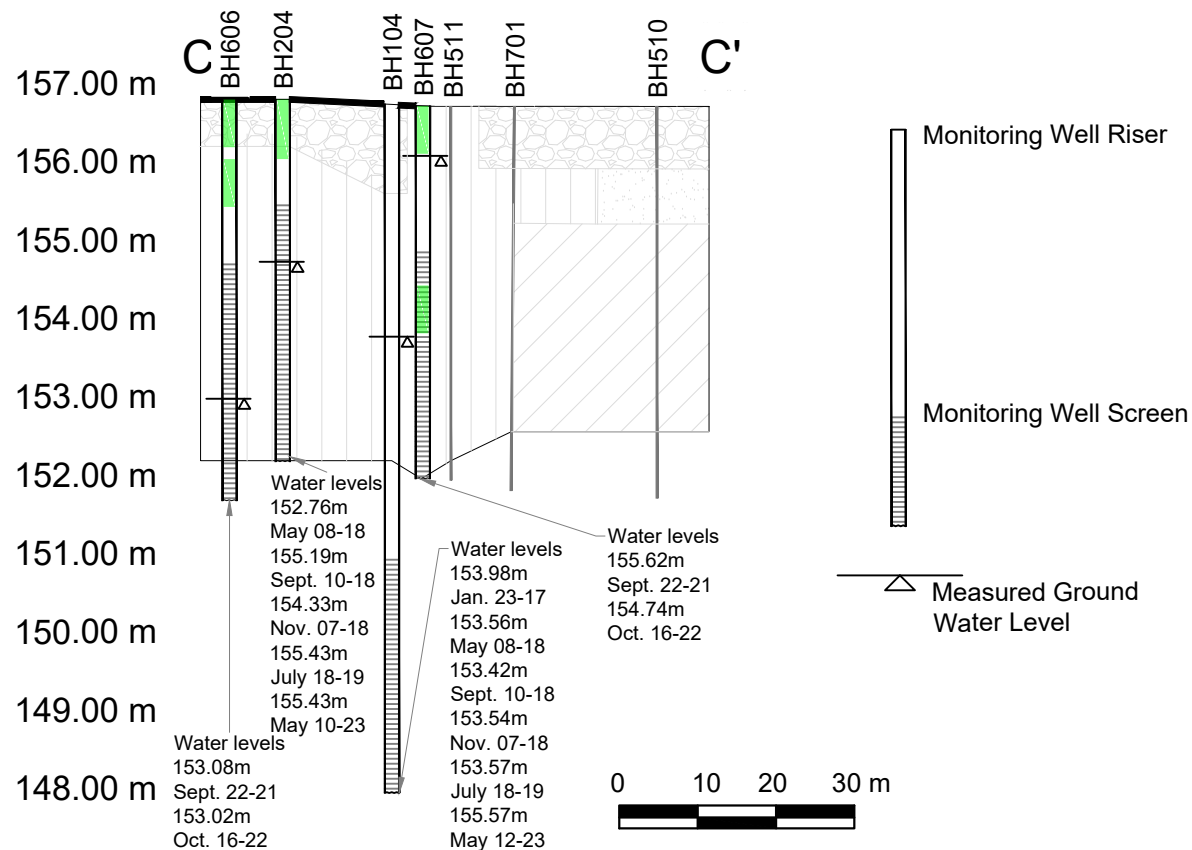 C
BH606
BH204
BH104
BH607
BH511
BH701
BH510
C'
157.00 m
156.00 m
155.00 m
154.00 m
153.00 m
152.00 m
151.00 m
150.00 m
149.00 m
148.00 m
Water levels
153.08m
Sept. 22-21
153.02m
Oct. 16-22
Water levels
152.76m
May 08-18
155.19m
Sept. 10-18
154.33m
Nov. 07-18
155.43m
July 18-19
155.43m
May 10-23
Water levels
153.98m
Jan. 23-17
153.56m
May 08-18
153.42m
Sept. 10-18
153.54m
Nov. 07-18
153.57m
July 18-19
155.57m
May 12-23
Water levels
155.62m
Sept. 22-21
154.74m
Oct. 16-22
Monitoring Well Riser
Monitoring Well Screen
Measured Ground
Water Level
0 10 20 30 m